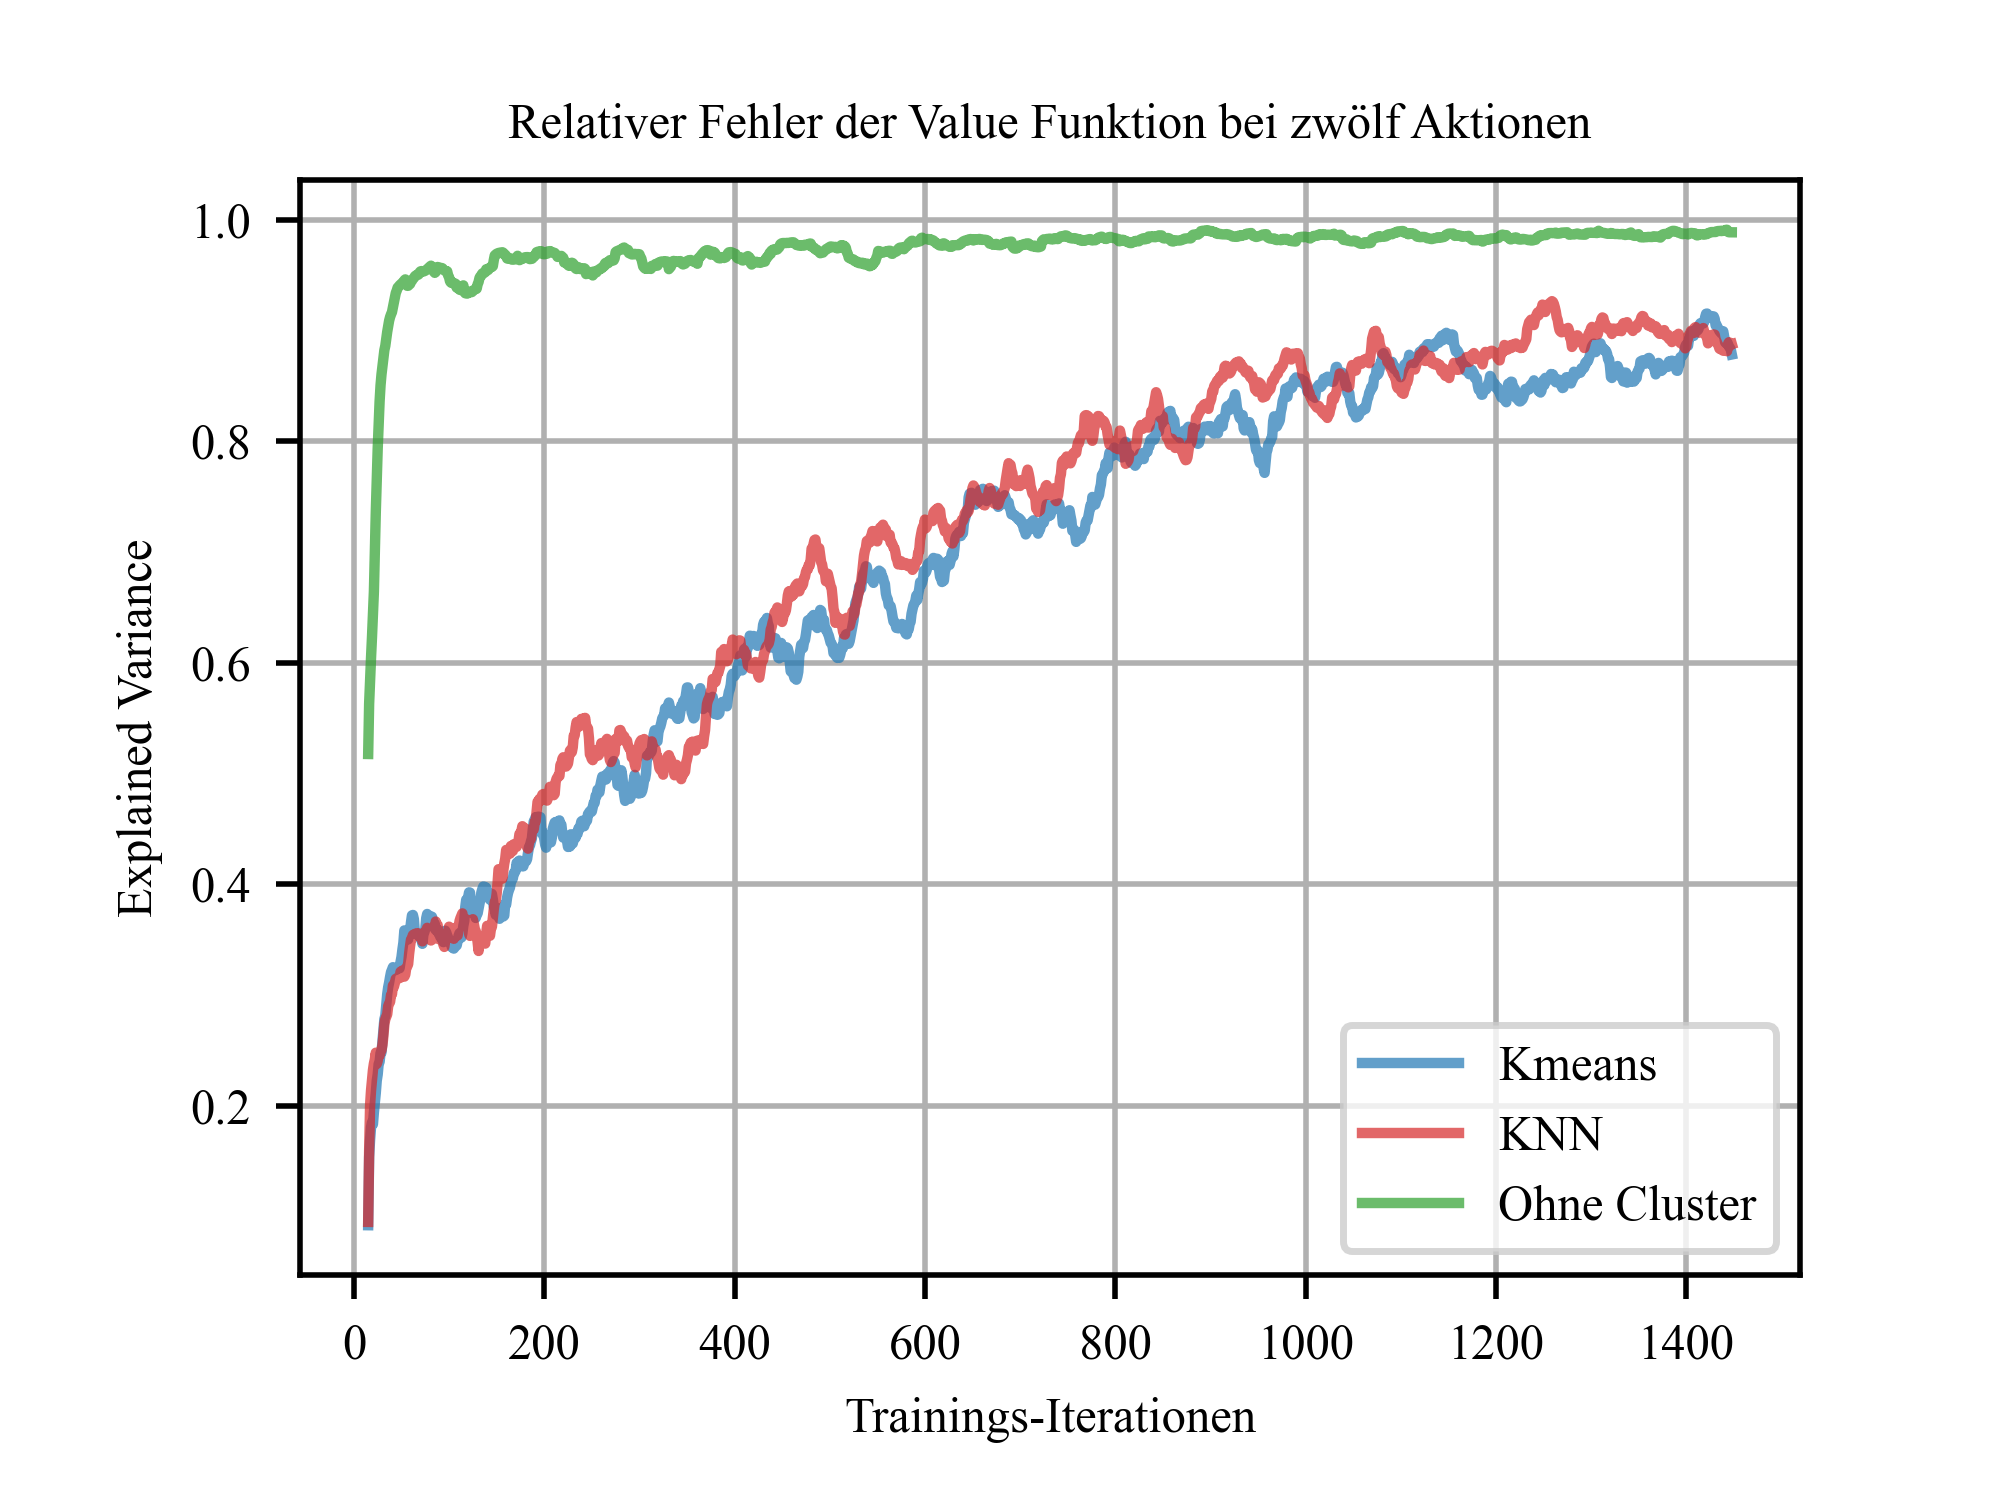 Relativer Fehler der Value Funktion bei zwölf Aktionen
1.0
0.8
0.6
0.4
0.2
Explained Variance
Kmeans
KNN
Ohne Cluster
0 200 400 600 800 1000 1200 1400
Trainings-Iterationen